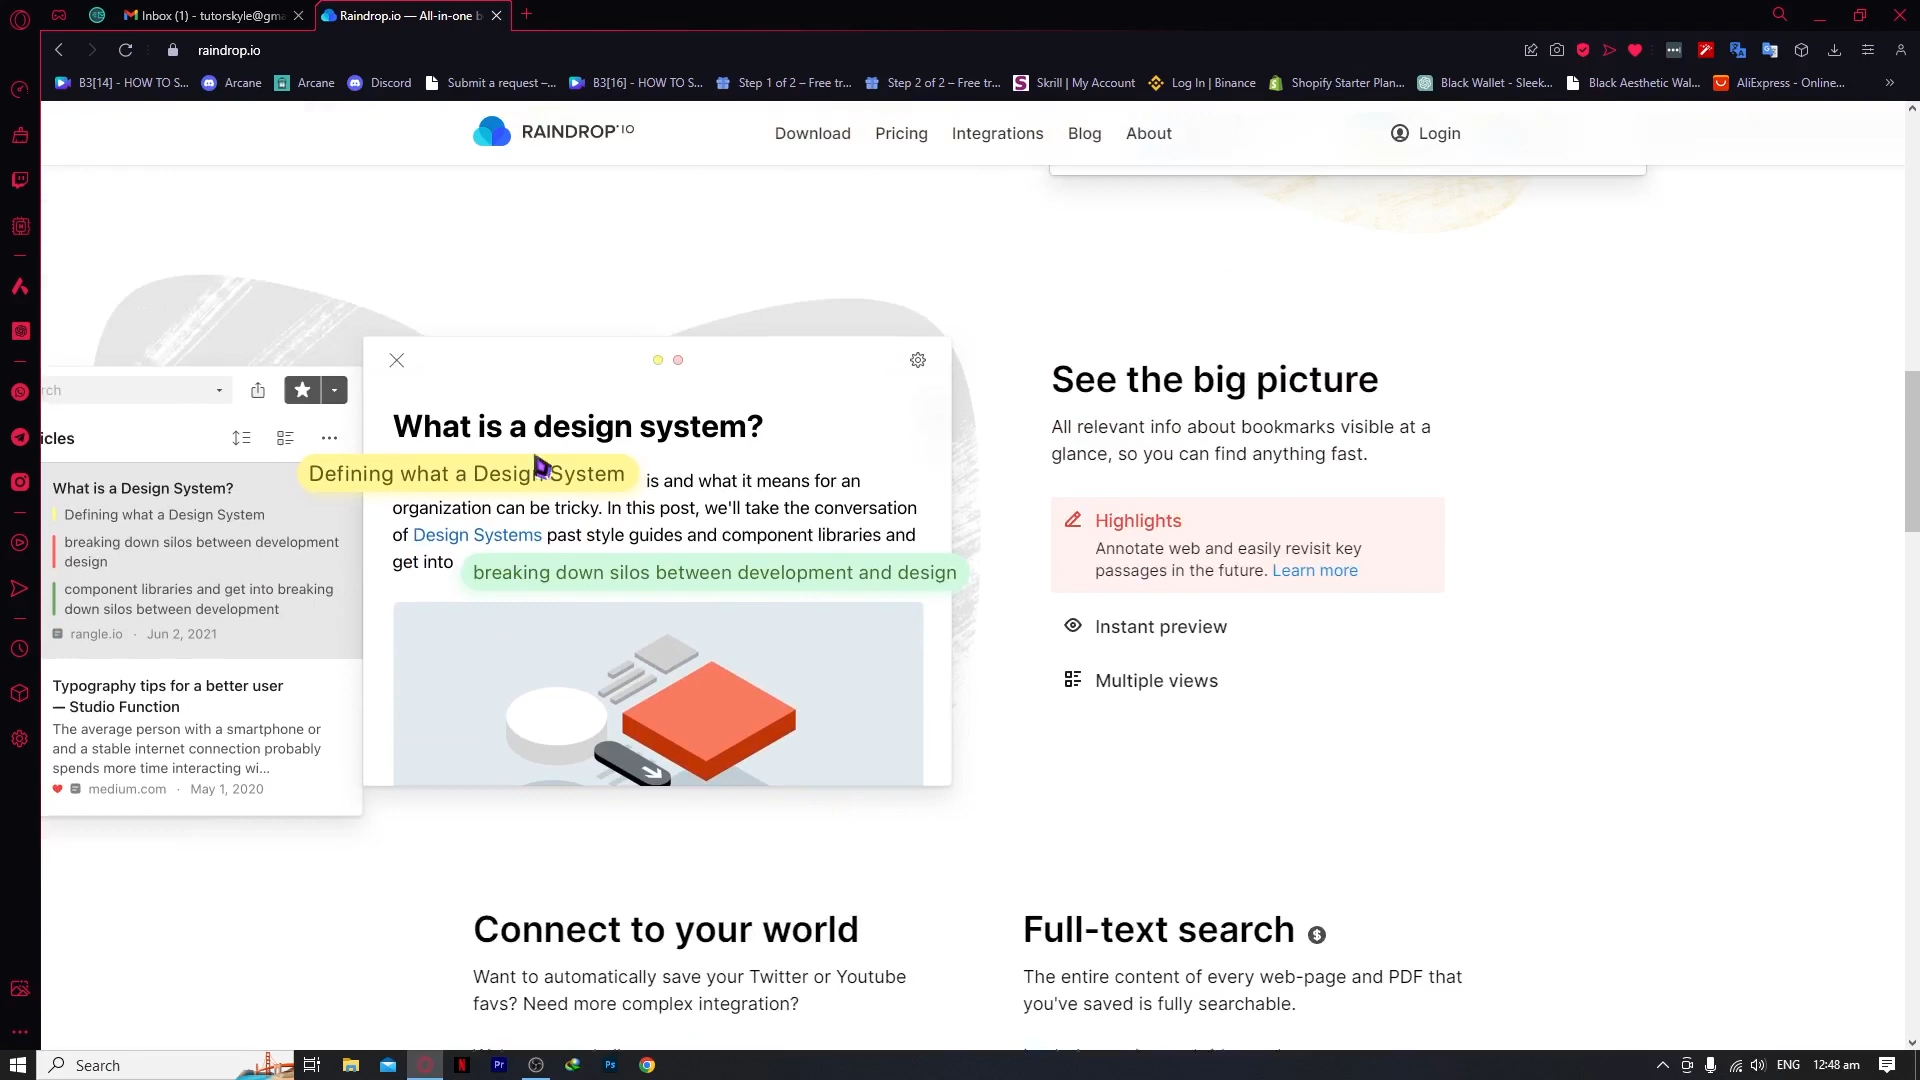 Inbox (1) - tutorskyle@gma
Raindrop.io — All-in-one b
raindrop.io
B3[14] - HOW TO S...
Arcane
Arcane
Discord
Submit a request –...
B3[16] - HOW TO S...
Step 1 of 2 – Free tr...
Step 2 of 2 – Free tr...
Skrill | My Account
Log In | Binance
Shopify Starter Plan...
Black Wallet - Sleek...
Black Aesthetic Wal...
AliExpress - Online...
RAINDROP.IO
Download
Pricing
Integrations
Blog
About
Login
rch
icles
What is a Design System?
Defining what a Design System
breaking down silos between development
design
component libraries and get into breaking
down silos between development
rangle.io · Jun 2, 2021
Typography tips for a better user
— Studio Function
The average person with a smartphone or
and a stable internet connection probably
spends more time interacting wi...
medium.com · May 1, 2020
What is a design system?
Defining what a Design System is and what it means for an
organization can be tricky. In this post, we'll take the conversation
of Design Systems past style guides and component libraries and
get into breaking down silos between development and design
See the big picture
All relevant info about bookmarks visible at a
glance, so you can find anything fast.
Highlights
Annotate web and easily revisit key
passages in the future. Learn more
Instant preview
Multiple views
Connect to your world
Want to automatically save your Twitter or Youtube
favs? Need more complex integration?
Full-text search $
The entire content of every web-page and PDF that
you've saved is fully searchable.
Search
Pr
Ps
ENG
12:48 am